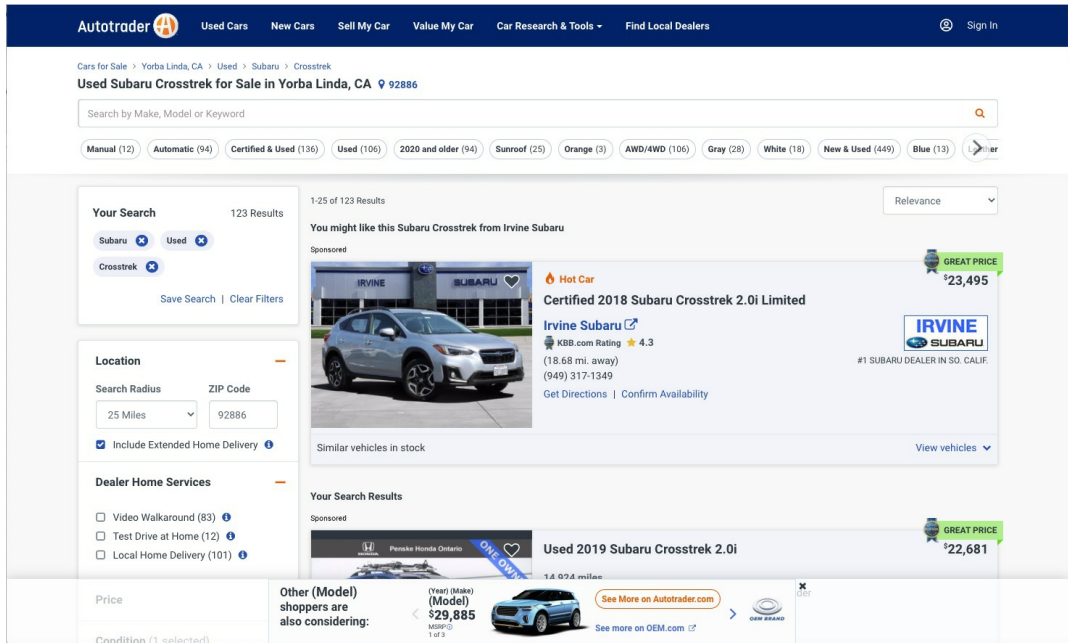 Autotrader
Used Cars
New Cars
Sell My Car
Value My Car
Car Research & Tools
Find Local Dealers
Sign In
Cars for Sale > Yorba Linda, CA > Used > Subaru > Crosstrek
Used Subaru Crosstrek for Sale in Yorba Linda, CA 92886
Search by Make, Model or Keyword
Manual (12)
Automatic (94)
Certified & Used (136)
Used (106)
2020 and older (94)
Sunroof (25)
Orange (3)
AWD/4WD (106)
Gray (28)
White (18)
New & Used (449)
Blue (13)
Your Search
123 Results
Subaru
Used
Crosstrek
Save Search | Clear Filters
Location
Search Radius
ZIP Code
25 Miles
92886
Include Extended Home Delivery
Dealer Home Services
Video Walkaround (83)
Test Drive at Home (12)
Local Home Delivery (101)
Price
Condition (1 selected)
1-25 of 123 Results
Relevance
You might like this Subaru Crosstrek from Irvine Subaru
Sponsored
IRVINE
SUBARU
Hot Car
Certified 2018 Subaru Crosstrek 2.0i Limited
Irvine Subaru
KBB.com Rating 4.3
(18.68 mi. away)
(949) 317-1349
Get Directions | Confirm Availability
GREAT PRICE
$23,495
IRVINE
SUBARU
#1 SUBARU DEALER IN SO. CALIF.
Similar vehicles in stock
View vehicles
Your Search Results
Sponsored
HONDA
Penske Honda Ontario
Used 2019 Subaru Crosstrek 2.0i
14,924 miles
GREAT PRICE
$22,681
Other (Model)
shoppers are
also considering:
(Year) (Make)
(Model)
$29,885
MSRP
1 of 3
See More on Autotrader.com
See more on OEM.com
OEM BRAND